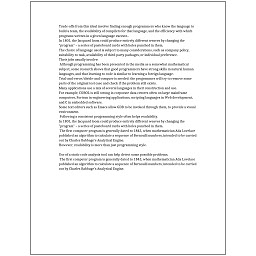 Trade-offs from this ideal involve finding enough programmers who know the language to
build a team, the availability of compilers for that language, and the efficiency with which
programs written in a given language execute.
In 1801, the Jacquard loom could produce entirely different weaves by changing the
"program" – a series of pasteboard cards with holes punched in them.
The choice of language used is subject to many considerations, such as company policy,
suitability to task, availability of third-party packages, or individual preference.
Their jobs usually involve:
Although programming has been presented in the media as a somewhat mathematical
subject, some research shows that good programmers have strong skills in natural human
languages, and that learning to code is similar to learning a foreign
Trial-and-error/divide-and-conquer is needed: the programmer will try to remove some
parts of the original test case and check if the problem still exists.
Many applications use a mix of several languages in their construction and use.
For example, COBOL is still strong in corporate data centers often on large mainframe
computers, Fortran in engineering applications, scripting languages in Web development,
and C in embedded software.
Some text editors such as Emacs allow GDB to be invoked through them, to provide a visual
environment.
Following a consistent programming style often helps readability.
In 1801, the Jacquard loom could produce entirely different weaves by changing the
"program" – a series of pasteboard cards with holes punched in them.
The first computer program is generally dated to 1843, when mathematician Ada Lovelace
published an algorithm to calculate a sequence of Bernoulli numbers, intended to be carried
out by Charles Babbage's Analytical Engine.
However, readability is more than just programming style.
Use of a static code analysis tool can help detect some possible problems.
The first computer program is generally dated to 1843, when mathematician Ada Lovelace
published an algorithm to calculate a sequence of Bernoulli numbers, intended to be carried
out by Charles Babbage's Analytical Engine.